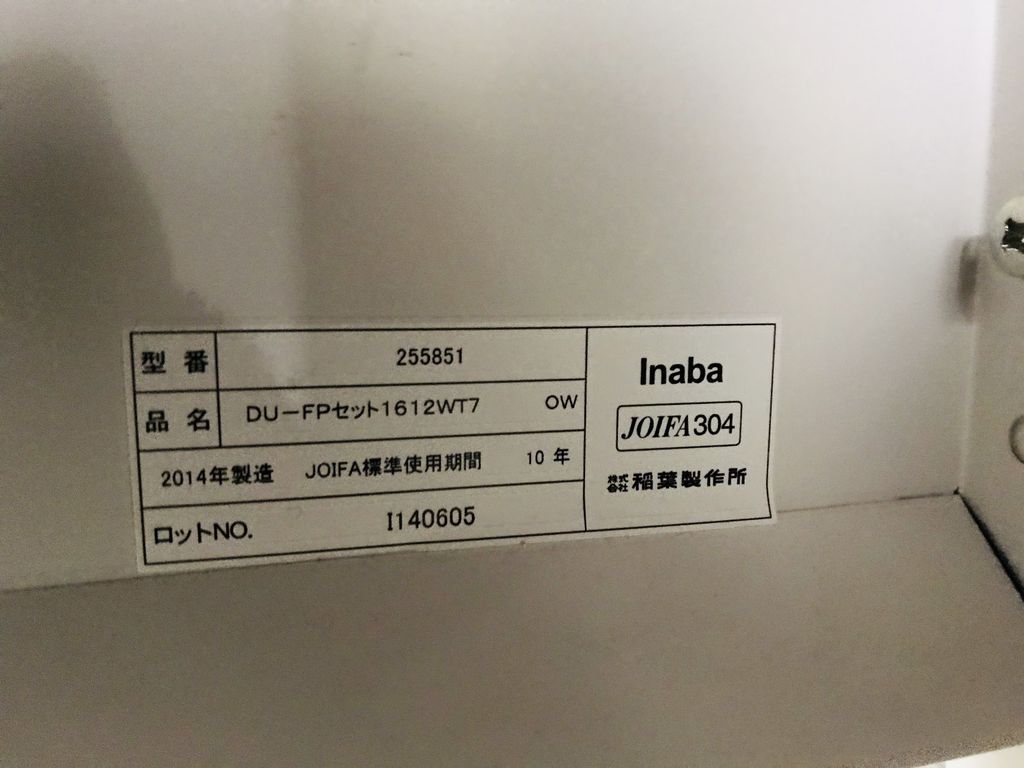 型番 255851
品名 DU-FPセット1612WT7 OW
2014年製造 JOIFA標準使用期間 10年
ロットNO. I140605
Inaba
JOIFA304
株式会社 稲葉製作所